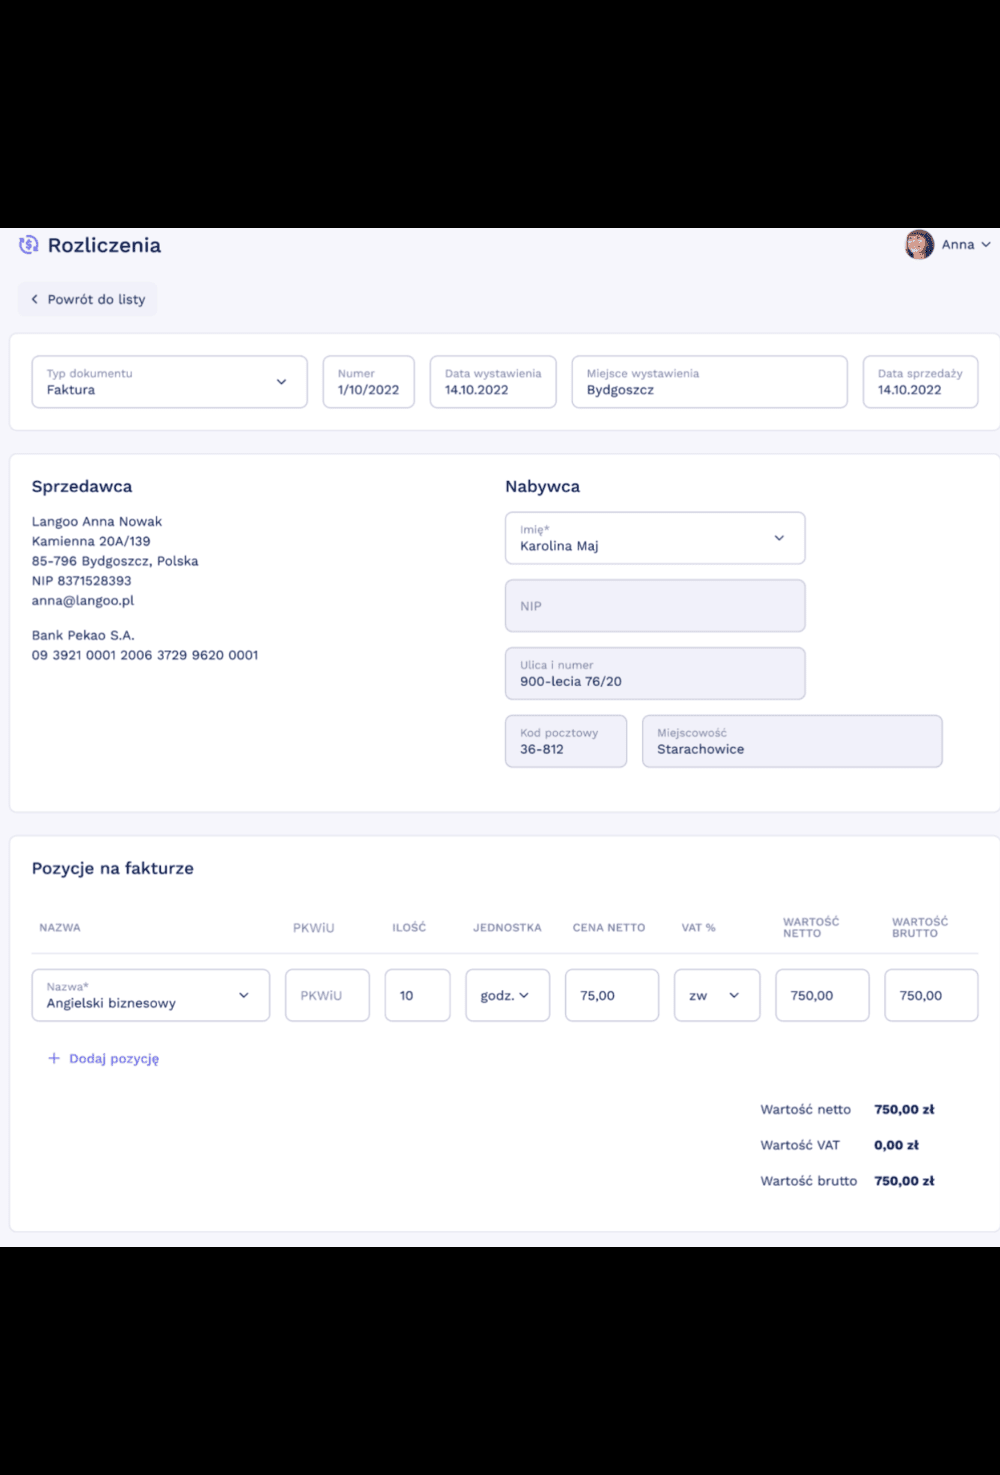 Rozliczenia
Anna
Powrót do listy
Typ dokumentu
Faktura
Numer
1/10/2022
Data wystawienia
14.10.2022
Miejsce wystawienia
Bydgoszcz
Data sprzedaży
14.10.2022
Sprzedawca
Langoo Anna Nowak
Kamienna 20A/139
85-796 Bydgoszcz, Polska
NIP 8371528393
anna@langoo.pl
Bank Pekao S.A.
09 3921 0001 2006 3729 9620 0001
Nabywca
Imię*
Karolina Maj
NIP
Ulica i numer
900-lecia 76/20
Kod pocztowy
36-812
Miejscowość
Starachowice
Pozycje na fakturze
NAZWA PKWiU ILOŚĆ JEDNOSTKA CENA NETTO VAT % WARTOŚĆ NETTO WARTOŚĆ BRUTTO
Nazwa*
Angielski biznesowy PKWiU 10 godz. 75,00 zw 750,00 750,00
+ Dodaj pozycję
Wartość netto 750,00 zł
Wartość VAT 0,00 zł
Wartość brutto 750,00 zł